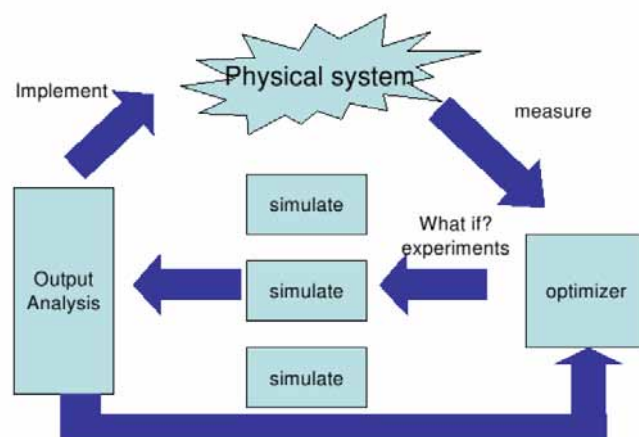 Physical system
Implement
measure
simulate
What if?
experiments
Output
Analysis
simulate
optimizer
simulate